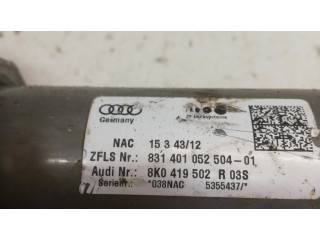 Germany
NAC 15 3 43/12
ZFLS Nr.: 831 401 052 504-01
Audi Nr.: 8K0 419 502 R 03S
Serialnr.: *038NAC 5355437/*